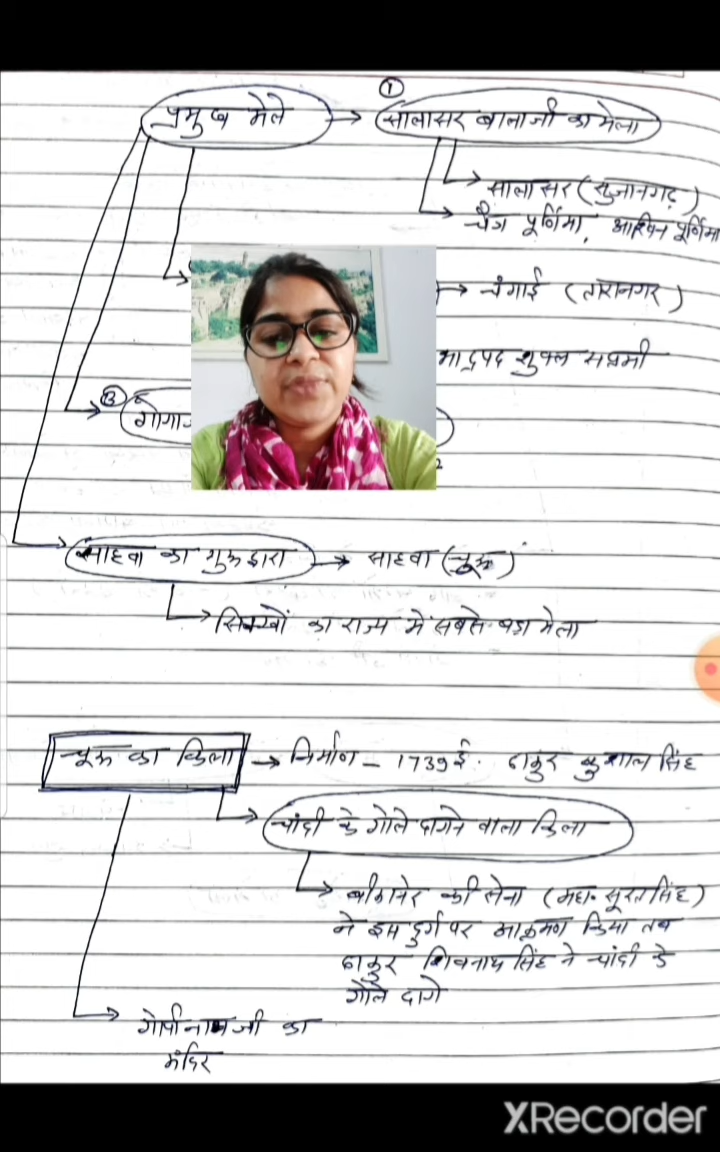 ①
प्रमुख मेले → सालासर बालाजी का मेला
→ सालासर (सुजानगढ़)
→ चैत्र पूर्णिमा, आश्विन पूर्णिमा
→ चंगाई (तारानगर)
भाद्रपद शुक्ल सप्तमी
③ गोगा
2
साहवा का गुरुद्वारा → साहवा (चूरू)
→ सिक्खों का राज्य में सबसे बड़ा मेला
चूरू का किला → निर्माण - 1739 ई. ठाकुर कुशाल सिंह
→ चांदी के गोले दागने वाला किला
→ बीकानेर की सेना (महा. सूरतसिंह)
ने इस दुर्ग पर आक्रमण किया तब
ठाकुर शिवनाथ सिंह ने चांदी के
गोले दागे
→ गोपीनाथ जी का
मंदिर
XRecorder